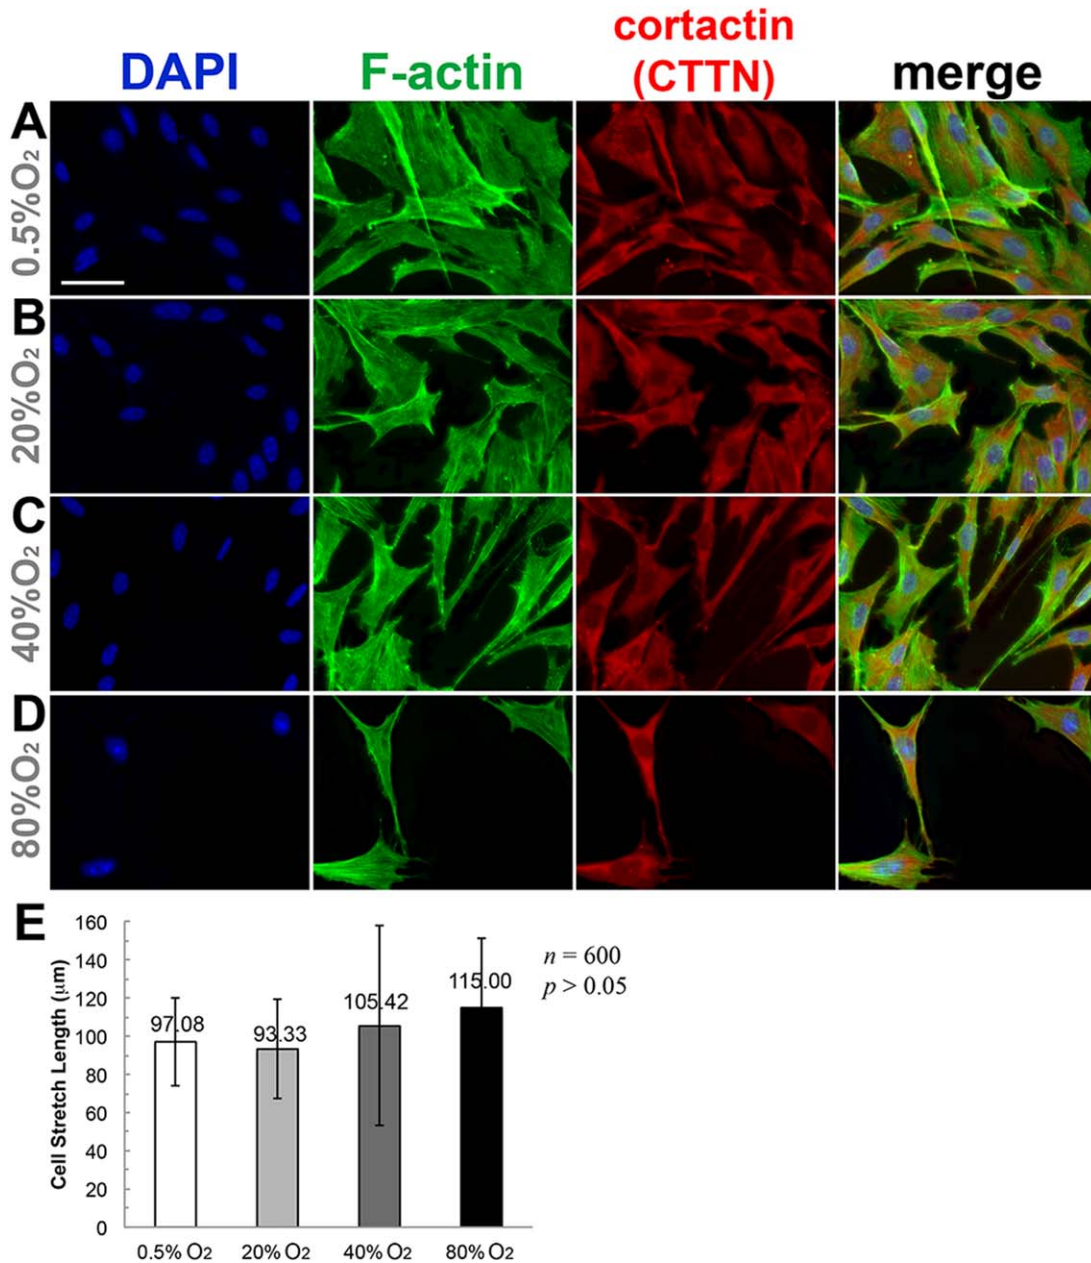 DAPI
F-actin
cortactin
(CTTN)
merge
A
0.5%O₂
B
20%O₂
C
40%O₂
D
80%O₂
E
Cell Stretch Length (μm)
160
140
120
100
80
60
40
20
0
97.08
93.33
105.42
115.00
n = 600
p > 0.05
0.5% O₂
20% O₂
40% O₂
80% O₂